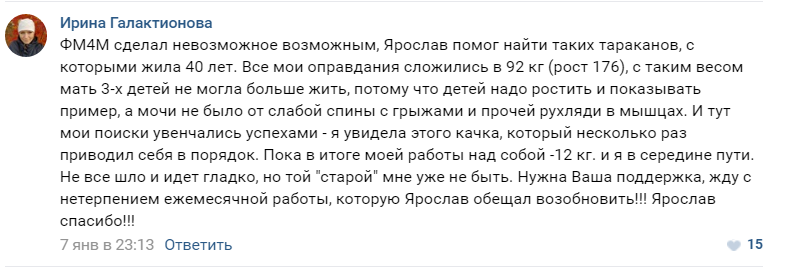 Ирина Галактионова
ФМ4М сделал невозможное возможным, Ярослав помог найти таких тараканов, с
которыми жила 40 лет. Все мои оправдания сложились в 92 кг (рост 176), с таким весом
мать 3-х детей не могла больше жить, потому что детей надо ростить и показывать
пример, а мочи не было от слабой спины с грыжами и прочей рухляди в мышцах. И тут
мои поиски увенчались успехами - я увидела этого качка, который несколько раз
приводил себя в порядок. Пока в итоге моей работы над собой -12 кг. и я в середине пути.
Не все шло и идет гладко, но той "старой" мне уже не быть. Нужна Ваша поддержка, жду с
нетерпением ежемесячной работы, которую Ярослав обещал возобновить!!! Ярослав
спасибо!!!
7 янв в 23:13 Ответить 15